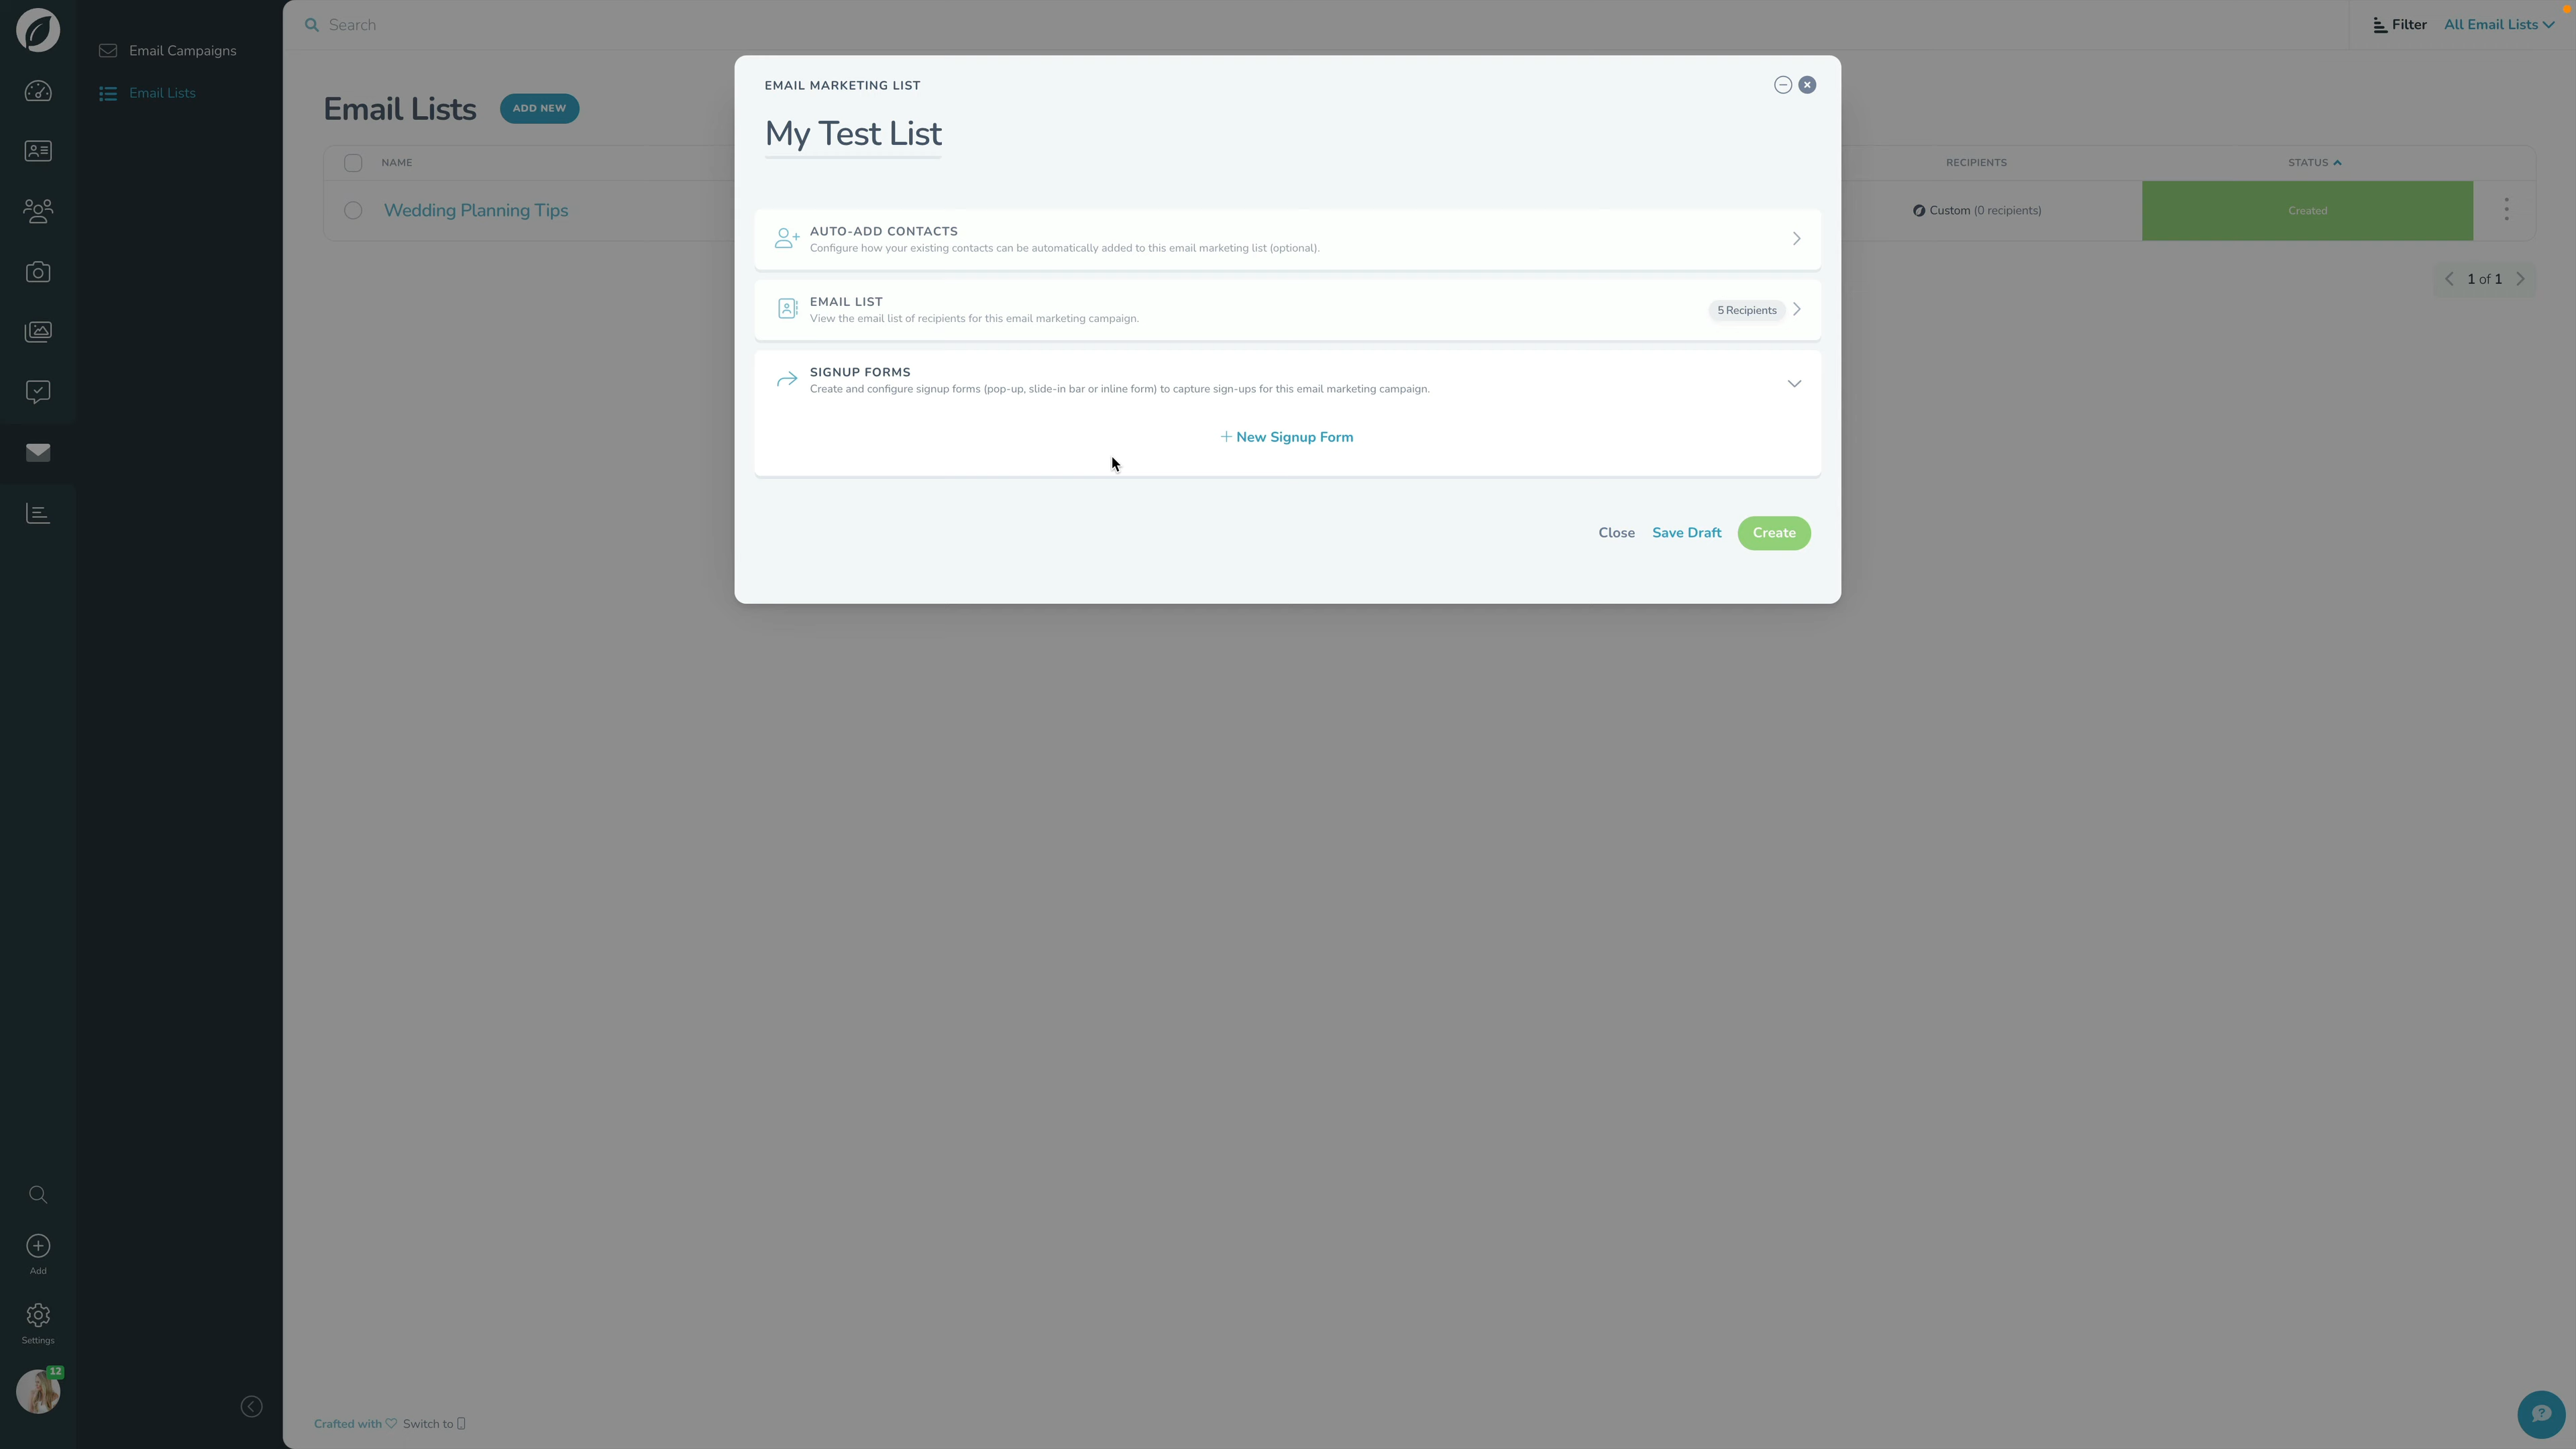 Search
Filter All Email Lists
Email Campaigns
Email Lists
Email Lists ADD NEW
NAME RECIPIENTS STATUS
Wedding Planning Tips Custom (0 recipients) Created
1 of 1
EMAIL MARKETING LIST
My Test List
AUTO-ADD CONTACTS
Configure how your existing contacts can be automatically added to this email marketing list (optional).
EMAIL LIST
View the email list of recipients for this email marketing campaign.
5 Recipients
SIGNUP FORMS
Create and configure signup forms (pop-up, slide-in bar or inline form) to capture sign-ups for this email marketing campaign.
+ New Signup Form
Close Save Draft Create
Add
Settings
12
Crafted with Switch to